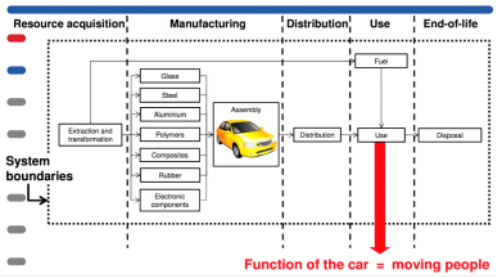 Resource acquisition
Manufacturing
Distribution
Use
End-of-life
Fuel
Glass
Steel
Aluminium
Polymers
Composites
Rubber
Electronic
components
Assembly
Extraction and
transformation
Distribution
Use
Disposal
System
boundaries
Function of the car = moving people